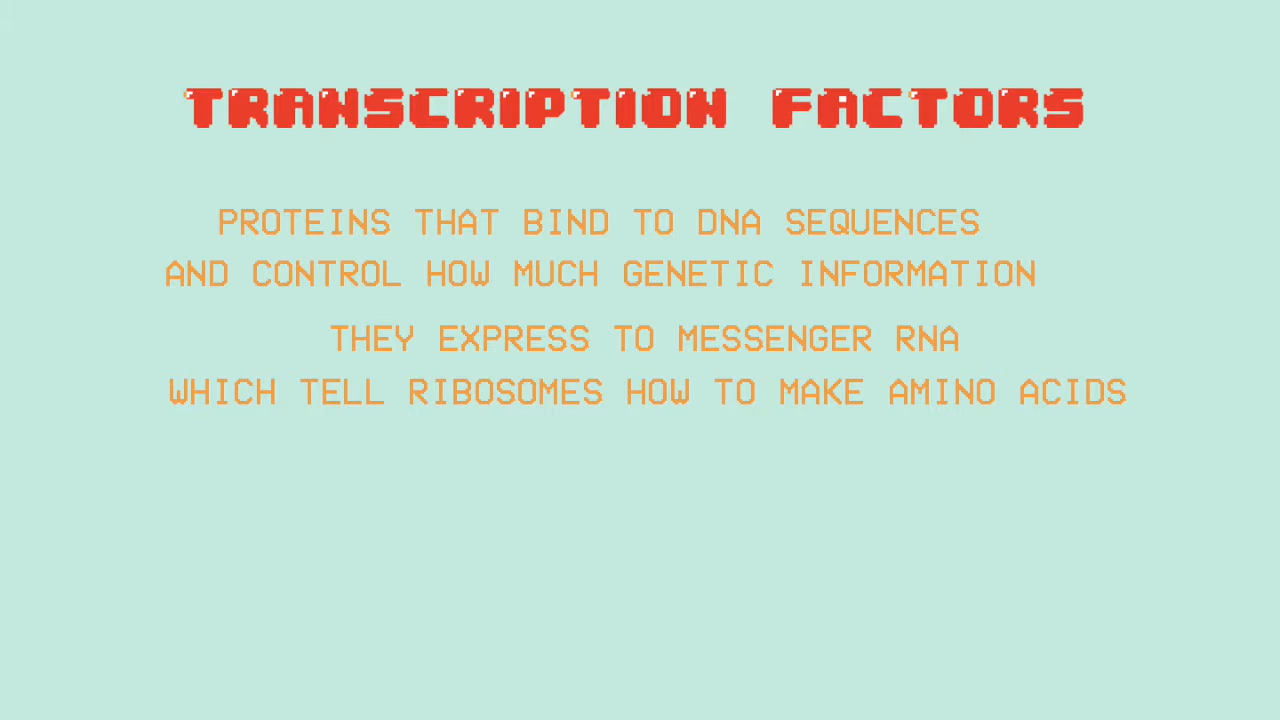 TRANSCRIPTION FACTORS
PROTEINS THAT BIND TO DNA SEQUENCES
AND CONTROL HOW MUCH GENETIC INFORMATION
THEY EXPRESS TO MESSENGER RNA
WHICH TELL RIBOSOMES HOW TO MAKE AMINO ACIDS